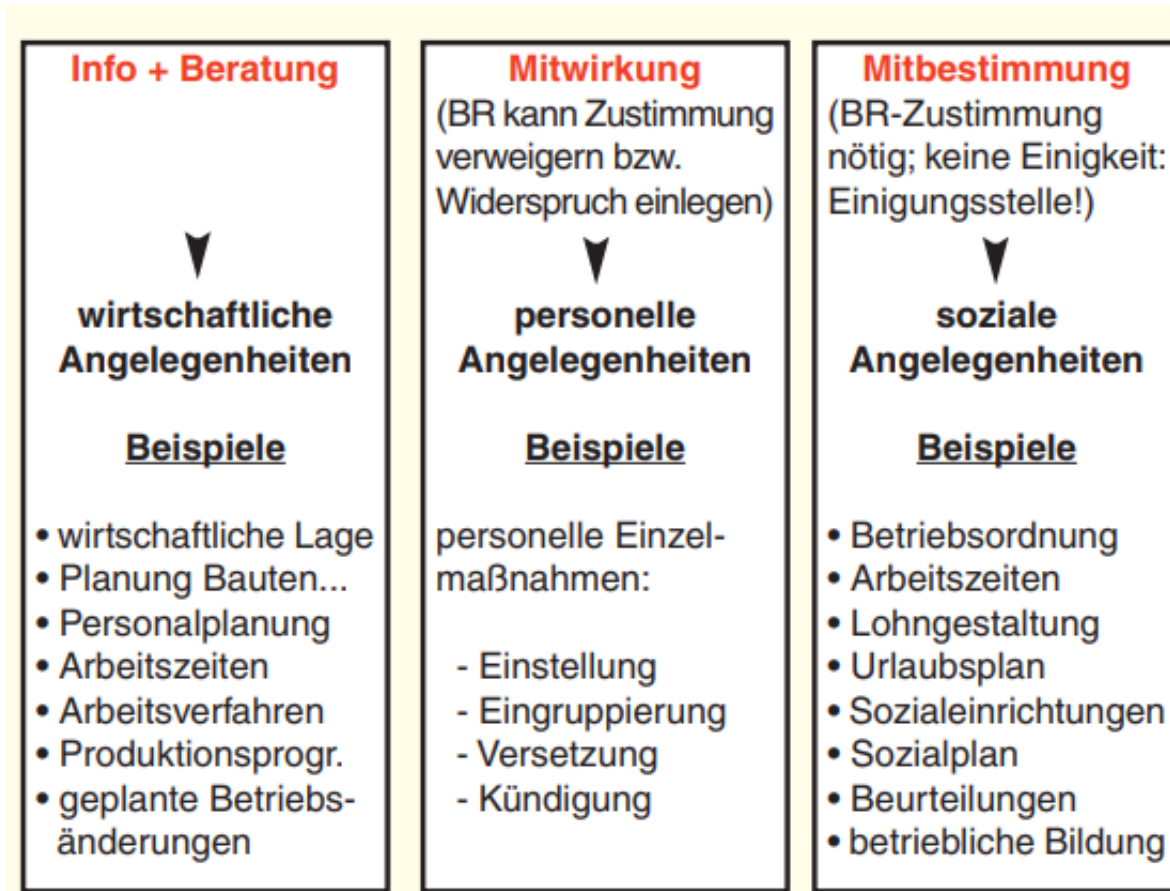 Info + Beratung
wirtschaftliche
Angelegenheiten
Beispiele
• wirtschaftliche Lage
• Planung Bauten...
• Personalplanung
• Arbeitszeiten
• Arbeitsverfahren
• Produktionsprogr.
• geplante Betriebs-
änderungen
Mitwirkung
(BR kann Zustimmung
verweigern bzw.
Widerspruch einlegen)
personelle
Angelegenheiten
Beispiele
personelle Einzel-
maßnahmen:
- Einstellung
- Eingruppierung
- Versetzung
- Kündigung
Mitbestimmung
(BR-Zustimmung
nötig; keine Einigkeit:
Einigungsstelle!)
soziale
Angelegenheiten
Beispiele
• Betriebsordnung
• Arbeitszeiten
• Lohngestaltung
• Urlaubsplan
• Sozialeinrichtungen
• Sozialplan
• Beurteilungen
• betriebliche Bildung